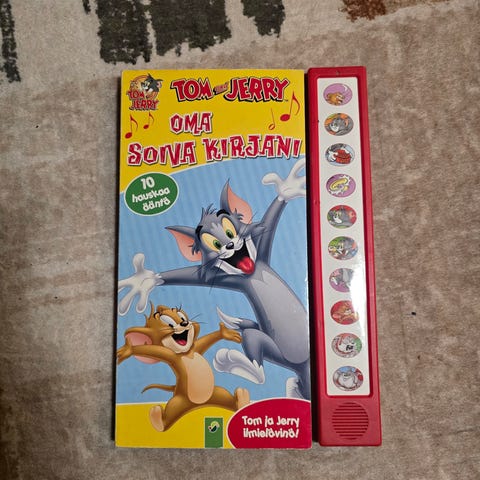 TOM AND JERRY
TOM AND JERRY
OMA
SOIVA KIRJANI
10
hauskaa
ääntä
Tom ja Jerry
ilmielävinä!